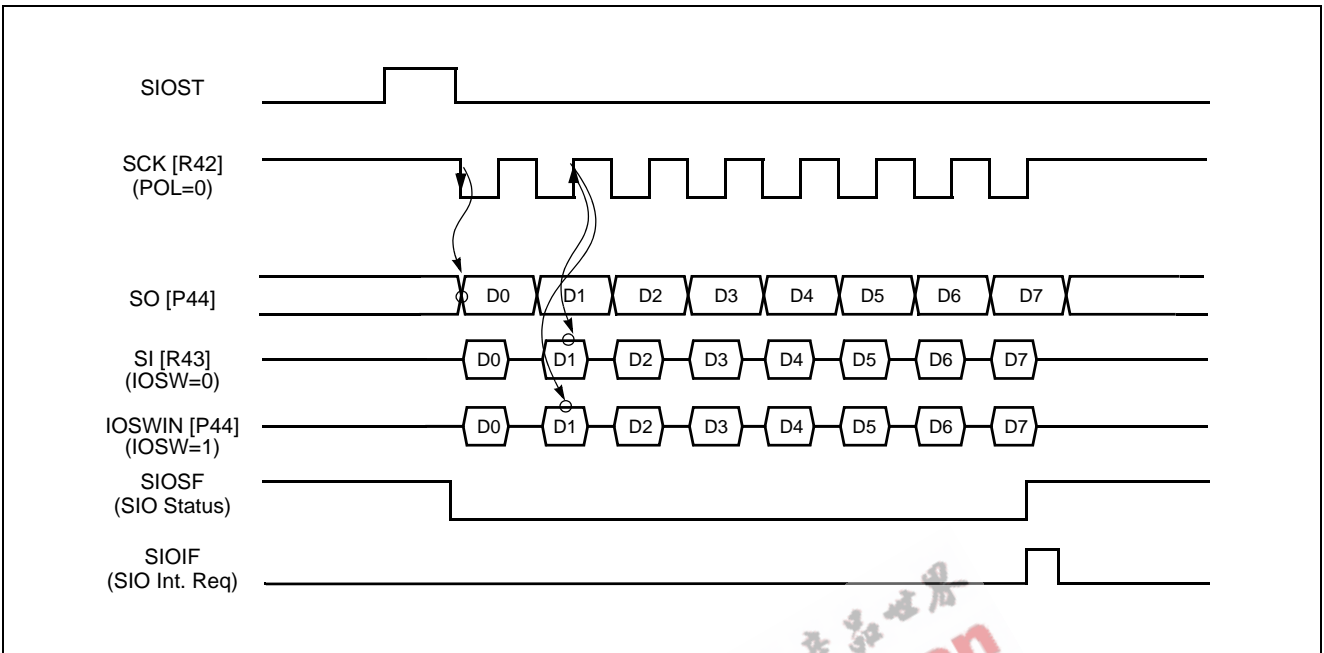 SIOST
SCK [R42]
(POL=0)
SO [P44]
D0 D1 D2 D3 D4 D5 D6 D7
SI [R43]
(IOSW=0)
D0 D1 D2 D3 D4 D5 D6 D7
IOSWIN [P44]
(IOSW=1)
D0 D1 D2 D3 D4 D5 D6 D7
SIOSF
(SIO Status)
SIOIF
(SIO Int. Req)